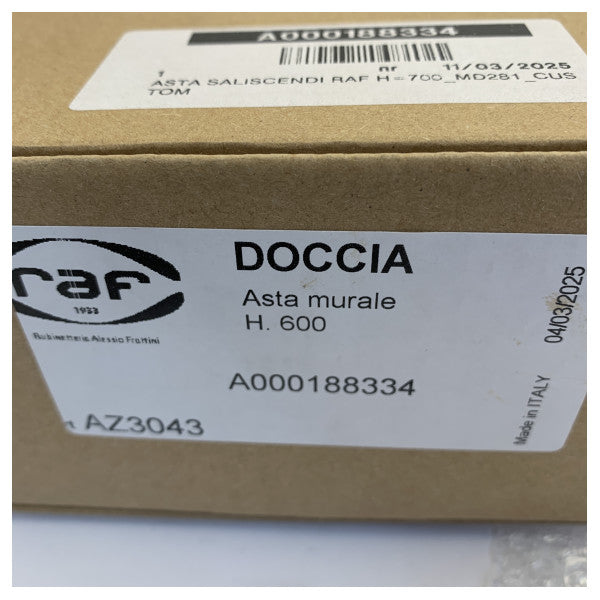 A000188334
1 nr 11/03/2025
ASTA SALISCENDI RAF H=700_MD281_CUS
TOM
raf
1933
Rubinetterie Alessio Frattini
DOCCIA
Asta murale
H. 600
A000188334
AZ3043
Made in ITALY 04/03/2025